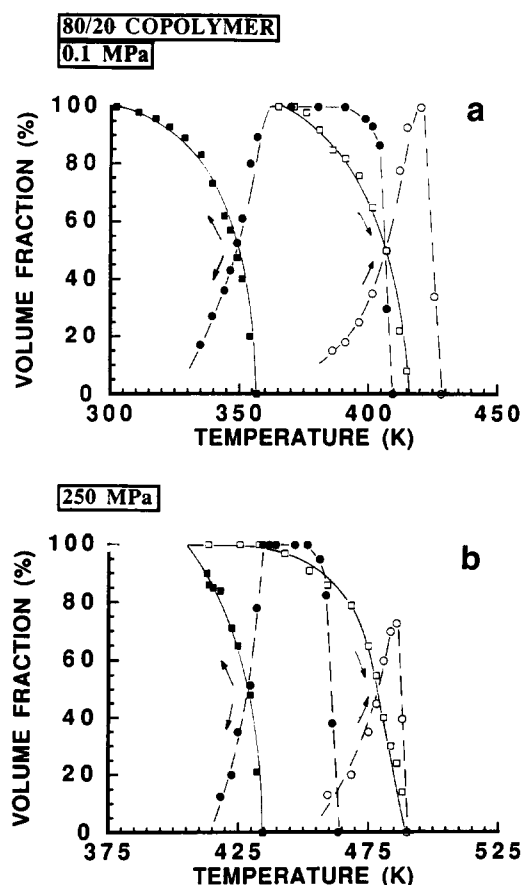 80/20 COPOLYMER
0.1 MPa
a
100
80
60
40
20
0
VOLUME FRACTION (%)
300
350
400
450
TEMPERATURE (K)
250 MPa
b
100
80
60
40
20
0
VOLUME FRACTION (%)
375
425
475
525
TEMPERATURE (K)